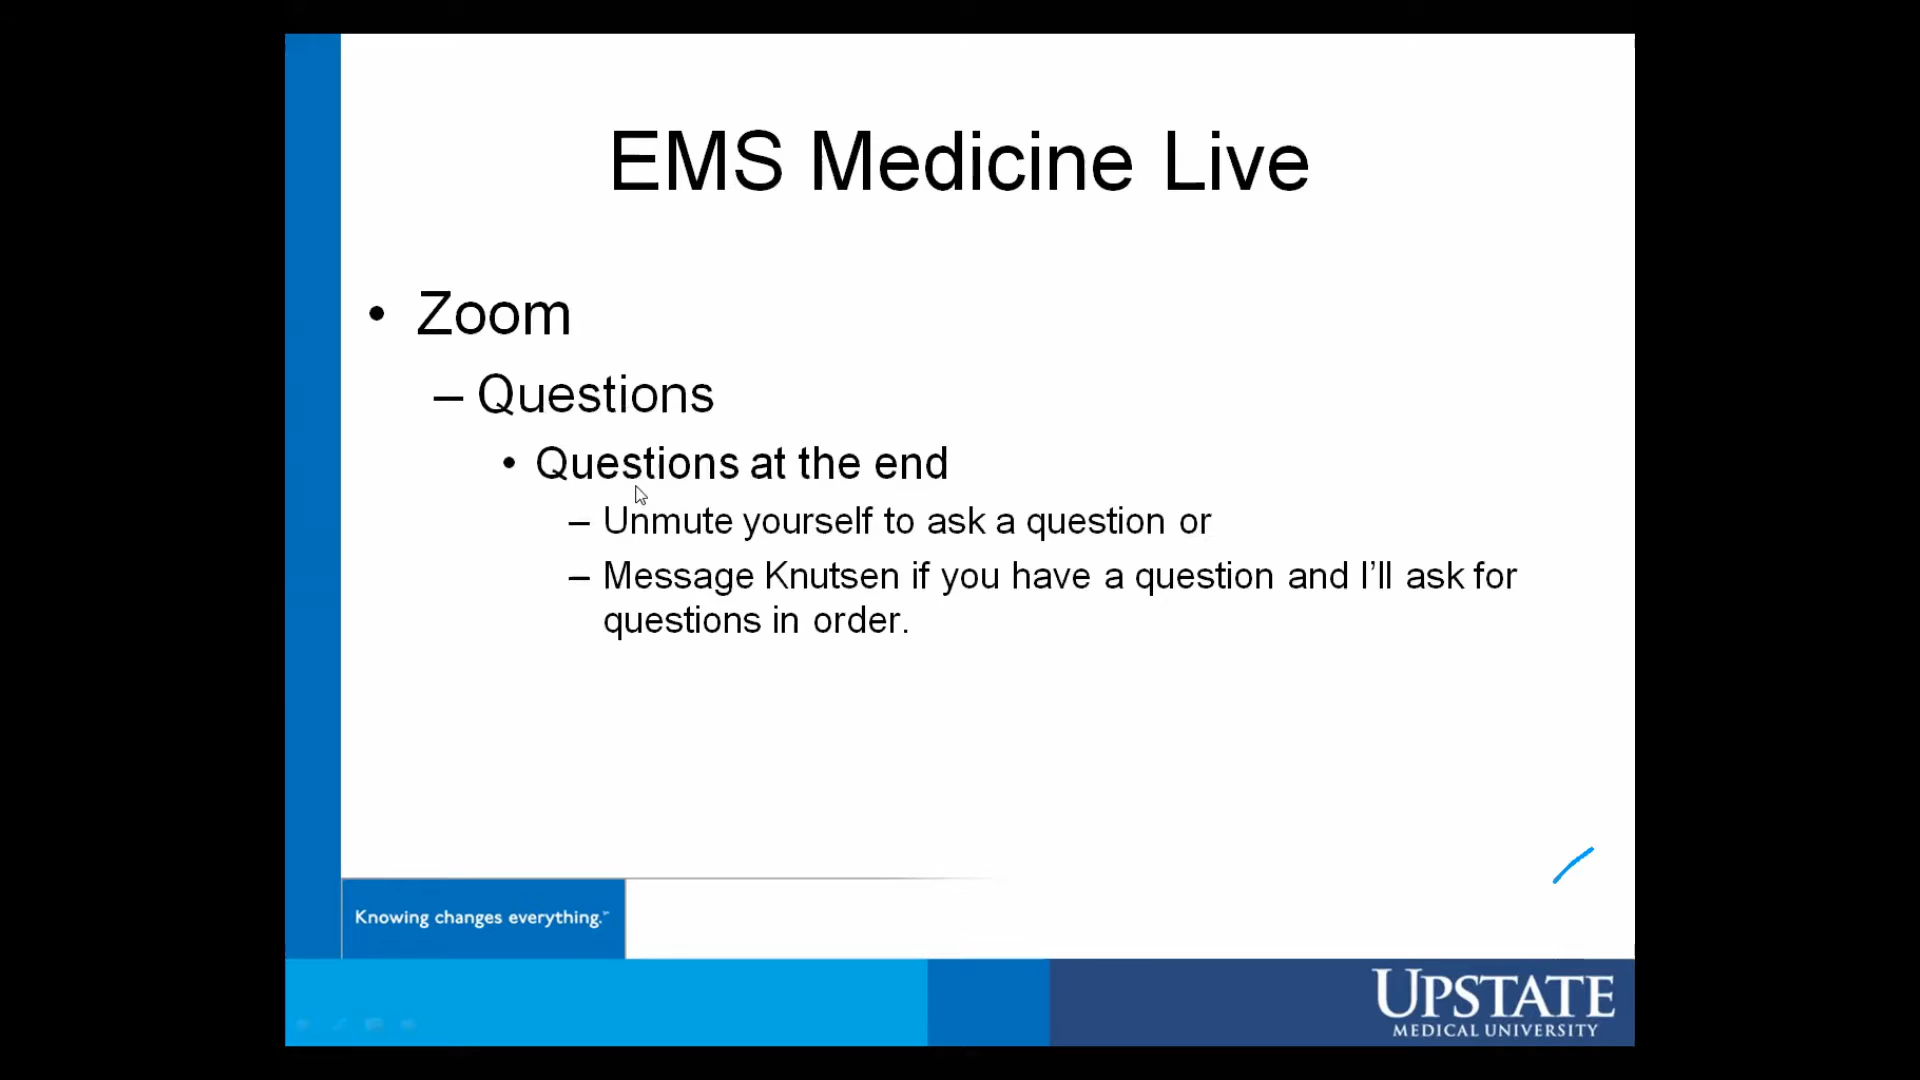 EMS Medicine Live
• Zoom
– Questions
• Questions at the end
– Unmute yourself to ask a question or
– Message Knutsen if you have a question and I’ll ask for
questions in order.
Knowing changes everything.
UPSTATE
MEDICAL UNIVERSITY